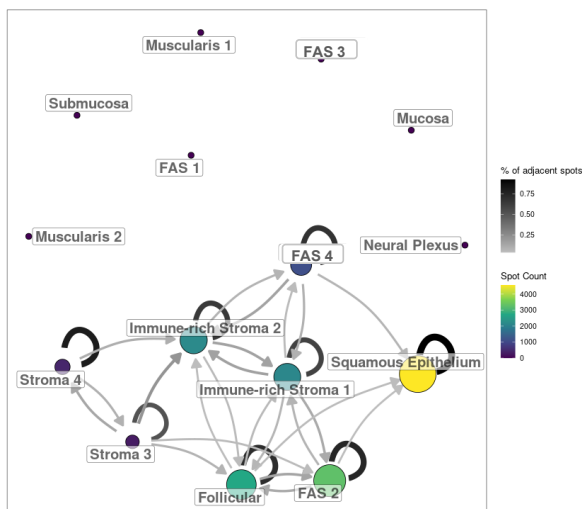 Muscularis 1
FAS 3
Submucosa
Mucosa
FAS 1
% of adjacent spots
0.75
0.50
0.25
Muscularis 2
Neural Plexus
FAS 4
Spot Count
4000
3000
2000
1000
0
Immune-rich Stroma 2
Squamous Epithelium
Stroma 4
Immune-rich Stroma 1
Stroma 3
Follicular
FAS 2